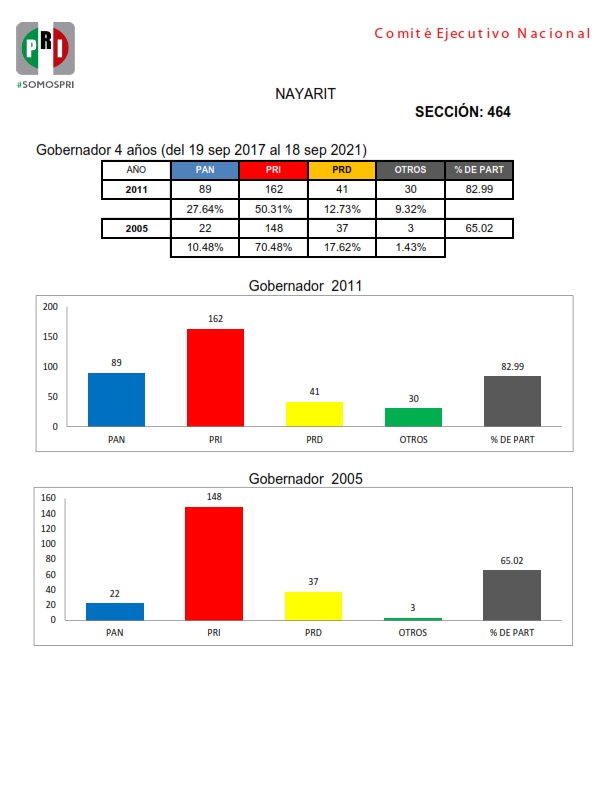 PRI
#SOMOSPRI
Comité Ejecutivo Nacional
NAYARIT
SECCIÓN: 464
Gobernador 4 años (del 19 sep 2017 al 18 sep 2021)
AÑO PAN PRI PRD OTROS % DE PART
2011 89 162 41 30 82.99
27.64% 50.31% 12.73% 9.32%
2005 22 148 37 3 65.02
10.48% 70.48% 17.62% 1.43%
Gobernador 2011
200
150
100
50
0
89
162
41
30
82.99
PAN PRI PRD OTROS % DE PART
Gobernador 2005
160
140
120
100
80
60
40
20
0
22
148
37
3
65.02
PAN PRI PRD OTROS % DE PART